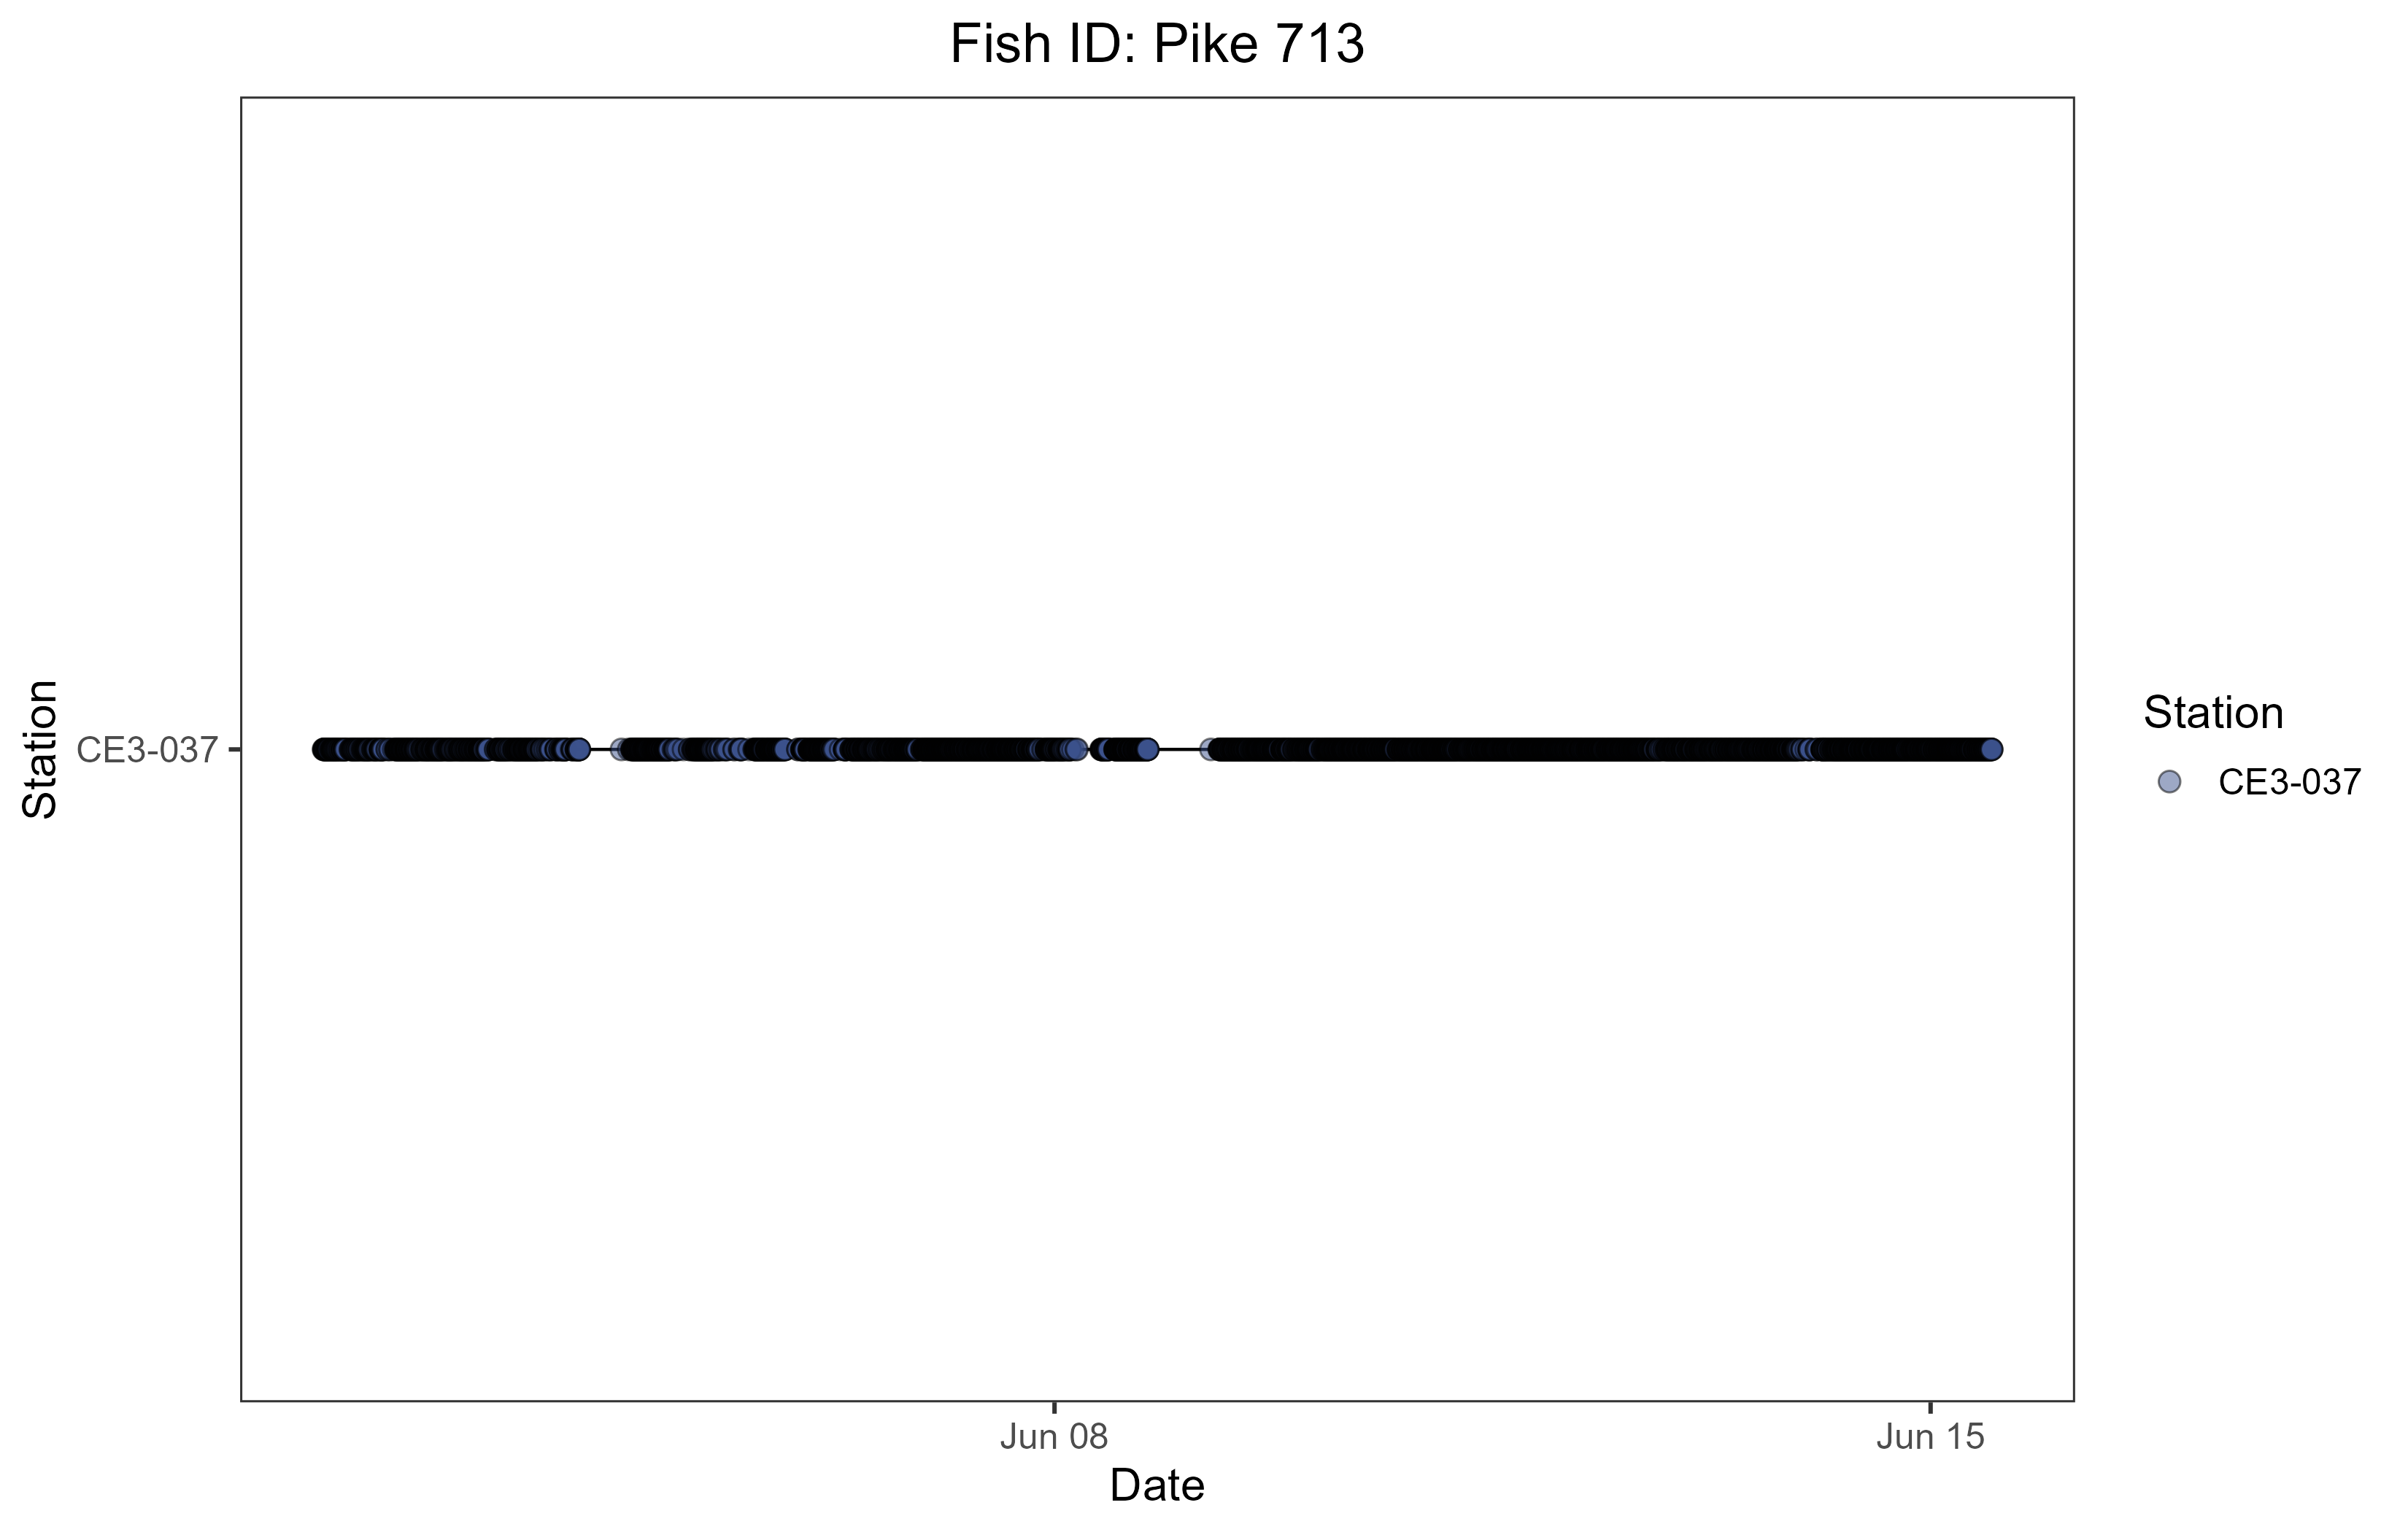 Fish ID: Pike 713
Station
CE3-037
Jun 08
Jun 15
Date
Station
CE3-037